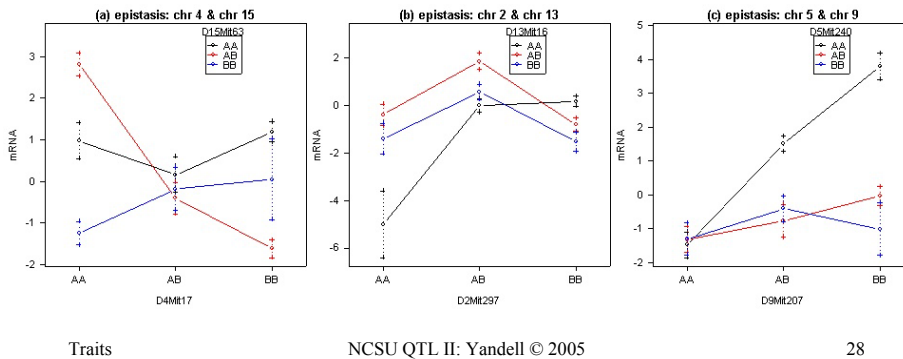 (a) epistasis: chr 4 & chr 15
D15Mit63
AA
AB
BB
mRNA
3
2
1
0
-1
-2
AA
AB
BB
D4Mit17
(b) epistasis: chr 2 & chr 13
D13Mit16
AA
AB
BB
mRNA
2
0
-2
-4
-6
AA
AB
BB
D2Mit297
(c) epistasis: chr 5 & chr 9
D5Mit240
AA
AB
BB
mRNA
5
4
3
2
1
0
-1
-2
AA
AB
BB
D9Mit207
Traits NCSU QTL II: Yandell © 2005 28